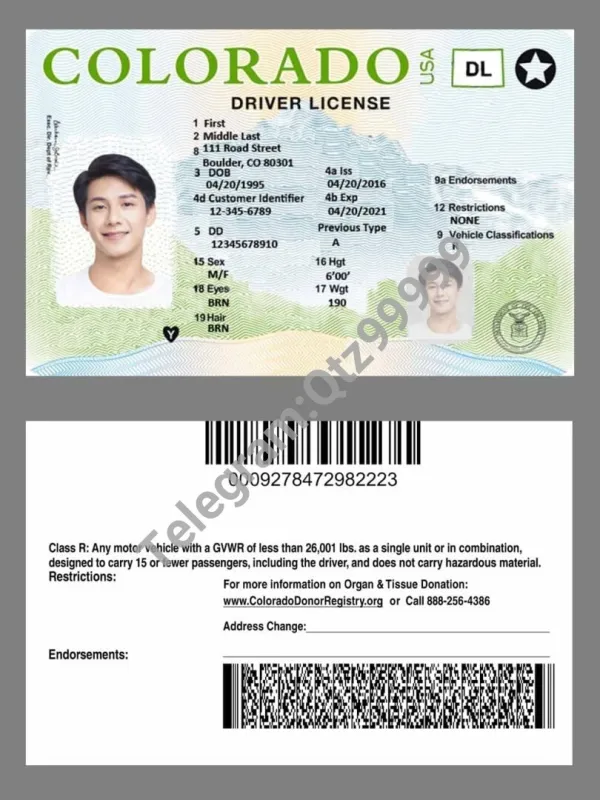 COLORADO USA DL
DRIVER LICENSE
1 First
2 Middle Last
8 111 Road Street
Boulder, CO 80301
3 DOB
04/20/1995
4a Iss
04/20/2016
4d Customer Identifier
12-345-6789
4b Exp
04/20/2021
5 DD
12345678910
Previous Type
A
9a Endorsements
12 Restrictions
NONE
9 Vehicle Classifications
R
15 Sex
M/F
16 Hgt
6'00'
18 Eyes
BRN
17 Wgt
190
19 Hair
BRN
Y
Telegram:Qtz99999
0009278472982223
Class R: Any motor vehicle with a GVWR of less than 26,001 lbs. as a single unit or in combination,
designed to carry 15 or fewer passengers, including the driver, and does not carry hazardous material.
Restrictions:
For more information on Organ & Tissue Donation:
www.ColoradoDonorRegistry.org or Call 888-256-4386
Address Change:
Endorsements: